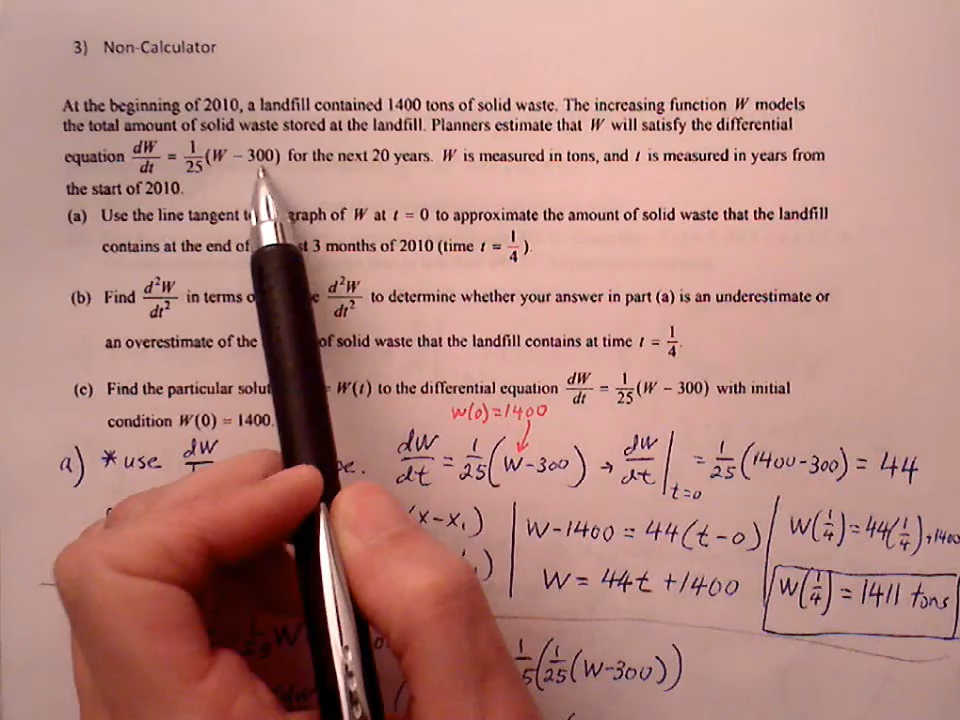 3) Non-Calculator
At the beginning of 2010, a landfill contained 1400 tons of solid waste. The increasing function W models
the total amount of solid waste stored at the landfill. Planners estimate that W will satisfy the differential
equation dW/dt = 1/25(W − 300) for the next 20 years. W is measured in tons, and t is measured in years from
the start of 2010.
(a) Use the line tangent graph of W at t = 0 to approximate the amount of solid waste that the landfill
contains at the end of 3 months of 2010 (time t = 1/4).
(b) Find d²W/dt² in terms d²W/dt² to determine whether your answer in part (a) is an underestimate or
an overestimate of the of solid waste that the landfill contains at time t = 1/4.
(c) Find the particular W(t) to the differential equation dW/dt = 1/25(W − 300) with initial
condition W(0) = 1400.
W(0)=1400
a) *use dW dW/dt = 1/25(W-300) → dW/dt|t=0 = 1/25(1400-300) = 44
(x-x₁) W-1400 = 44(t-0) W(1/4)=44(1/4)+1400
W = 44t +1400 W(1/4) = 1411 tons
W (1/25(W-300))